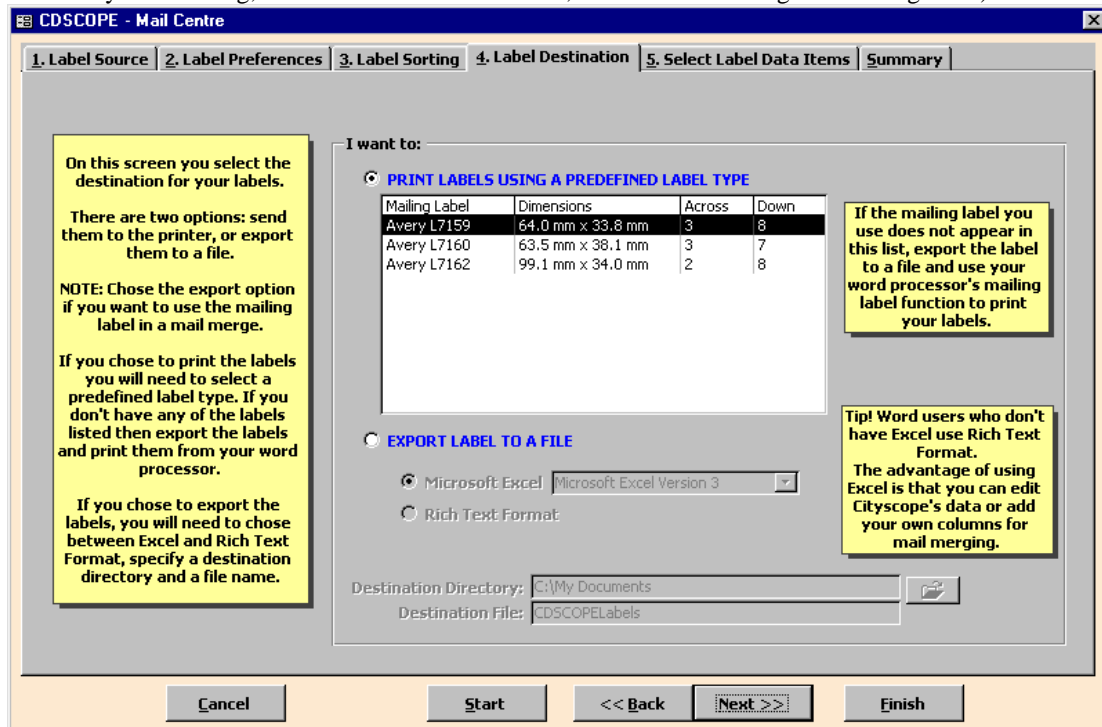 CDSCOPE - Mail Centre
1. Label Source 2. Label Preferences 3. Label Sorting 4. Label Destination 5. Select Label Data Items Summary
On this screen you select the
destination for your labels.
There are two options: send
them to the printer, or export
them to a file.
NOTE: Chose the export option
if you want to use the mailing
label in a mail merge.
If you chose to print the labels
you will need to select a
predefined label type. If you
don't have any of the labels
listed then export the labels
and print them from your word
processor.
If you chose to export the
labels, you will need to chose
between Excel and Rich Text
Format, specify a destination
directory and a file name.
I want to:
PRINT LABELS USING A PREDEFINED LABEL TYPE
Mailing Label Dimensions Across Down
Avery L7159 64.0 mm x 33.8 mm 3 8
Avery L7160 63.5 mm x 38.1 mm 3 7
Avery L7162 99.1 mm x 34.0 mm 2 8
If the mailing label you
use does not appear in
this list, export the label
to a file and use your
word processor's mailing
label function to print
your labels.
EXPORT LABEL TO A FILE
Microsoft Excel Microsoft Excel Version 3
Rich Text Format
Tip! Word users who don't
have Excel use Rich Text
Format.
The advantage of using
Excel is that you can edit
Cityscope's data or add
your own columns for
mail merging.
Destination Directory: C:\My Documents
Destination File: CDSCOPELabels
Cancel Start << Back Next >> Finish